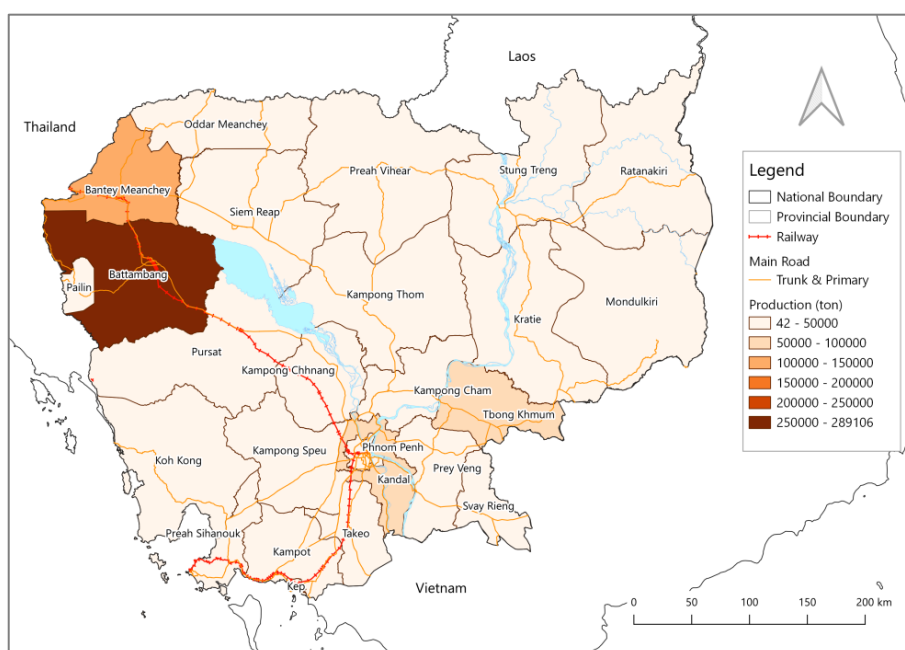 Laos
Thailand
Oddar Meanchey
Preah Vihear
Stung Treng
Ratanakiri
Bantey Meanchey
Siem Reap
Battambang
Pailin
Kampong Thom
Mondulkiri
Kratie
Pursat
Kampong Chhnang
Kampong Cham
Tbong Khmum
Phnom Penh
Kampong Speu
Koh Kong
Prey Veng
Kandal
Svay Rieng
Preah Sihanouk
Takeo
Kampot
Kep
Vietnam
Legend
National Boundary
Provincial Boundary
Railway
Main Road
Trunk & Primary
Production (ton)
42 - 50000
50000 - 100000
100000 - 150000
150000 - 200000
200000 - 250000
250000 - 289106
0 50 100 150 200 km